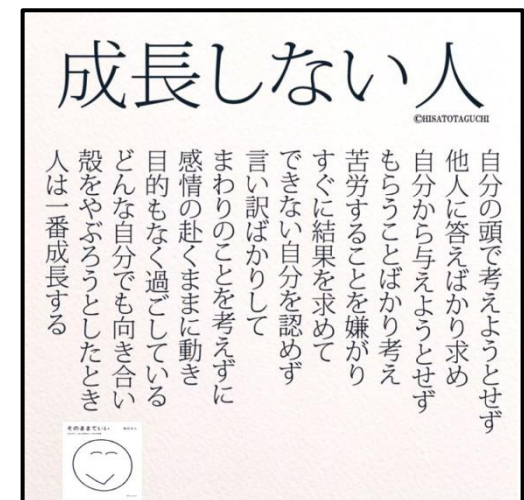 成長しない人
©HISATOTAGUCHI
自分の頭で考えようとせず
他人に答えばかり求め
自分から与えようとせず
もらうことばかり考え
苦労することを嫌がり
すぐに結果を求めて
できない自分を認めず
言い訳ばかりして
まわりのことを考えずに
感情の赴くままに動き
目的もなく過ごしている
どんな自分でも向き合い
殻をやぶろうとしたとき
人は一番成長する
そのままでいい